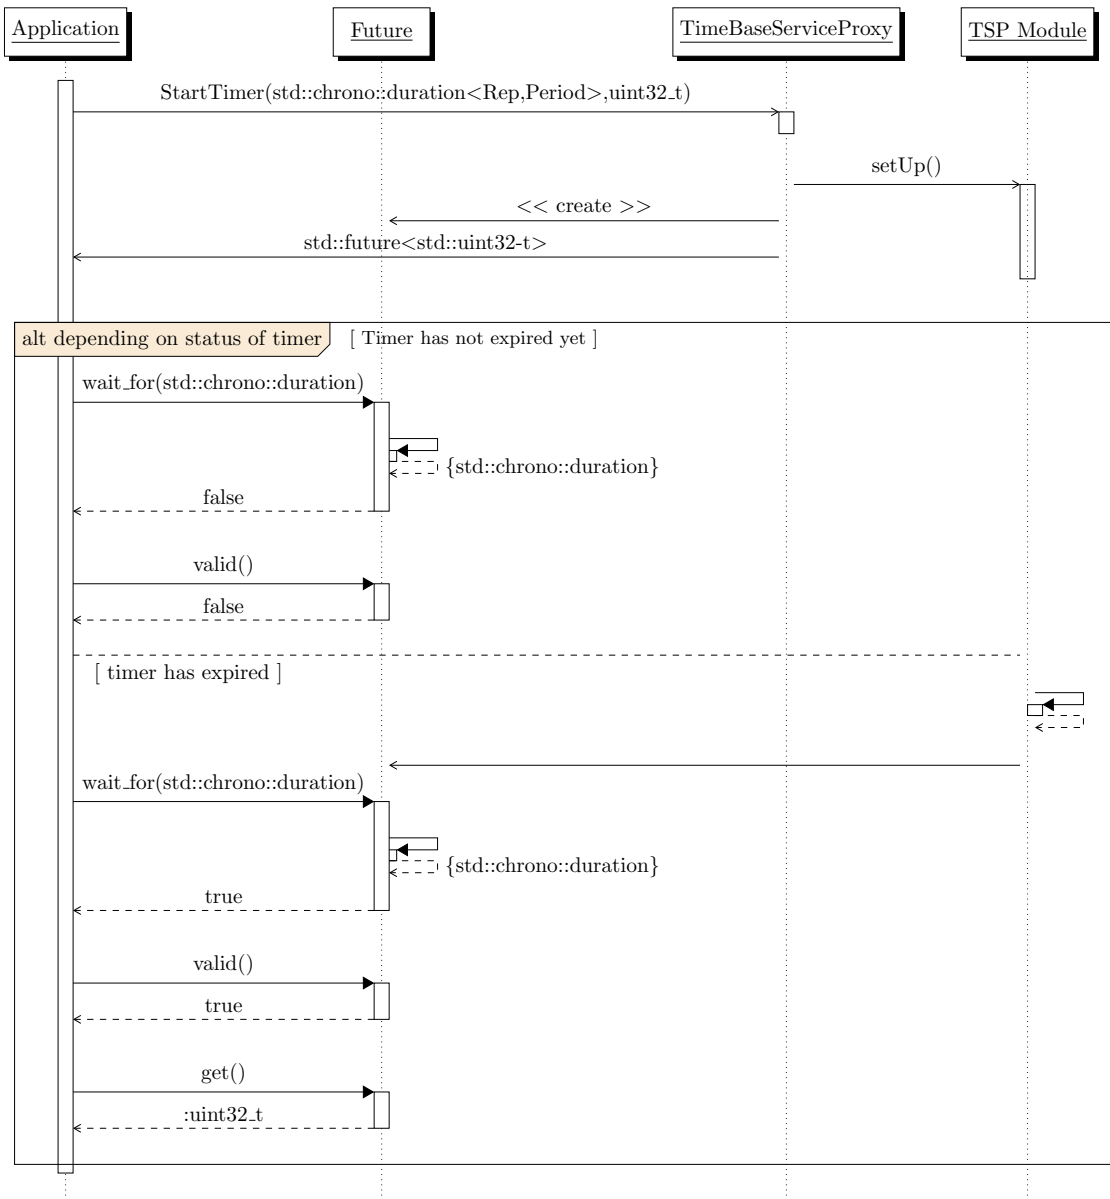 Application
Future
TimeBaseServiceProxy
TSP Module
StartTimer(std::chrono::duration<Rep,Period>,uint32_t)
setUp()
<< create >>
std::future<std::uint32-t>
alt depending on status of timer
[ Timer has not expired yet ]
wait_for(std::chrono::duration)
{std::chrono::duration}
false
valid()
false
[ timer has expired ]
wait_for(std::chrono::duration)
{std::chrono::duration}
true
valid()
true
get()
:uint32_t